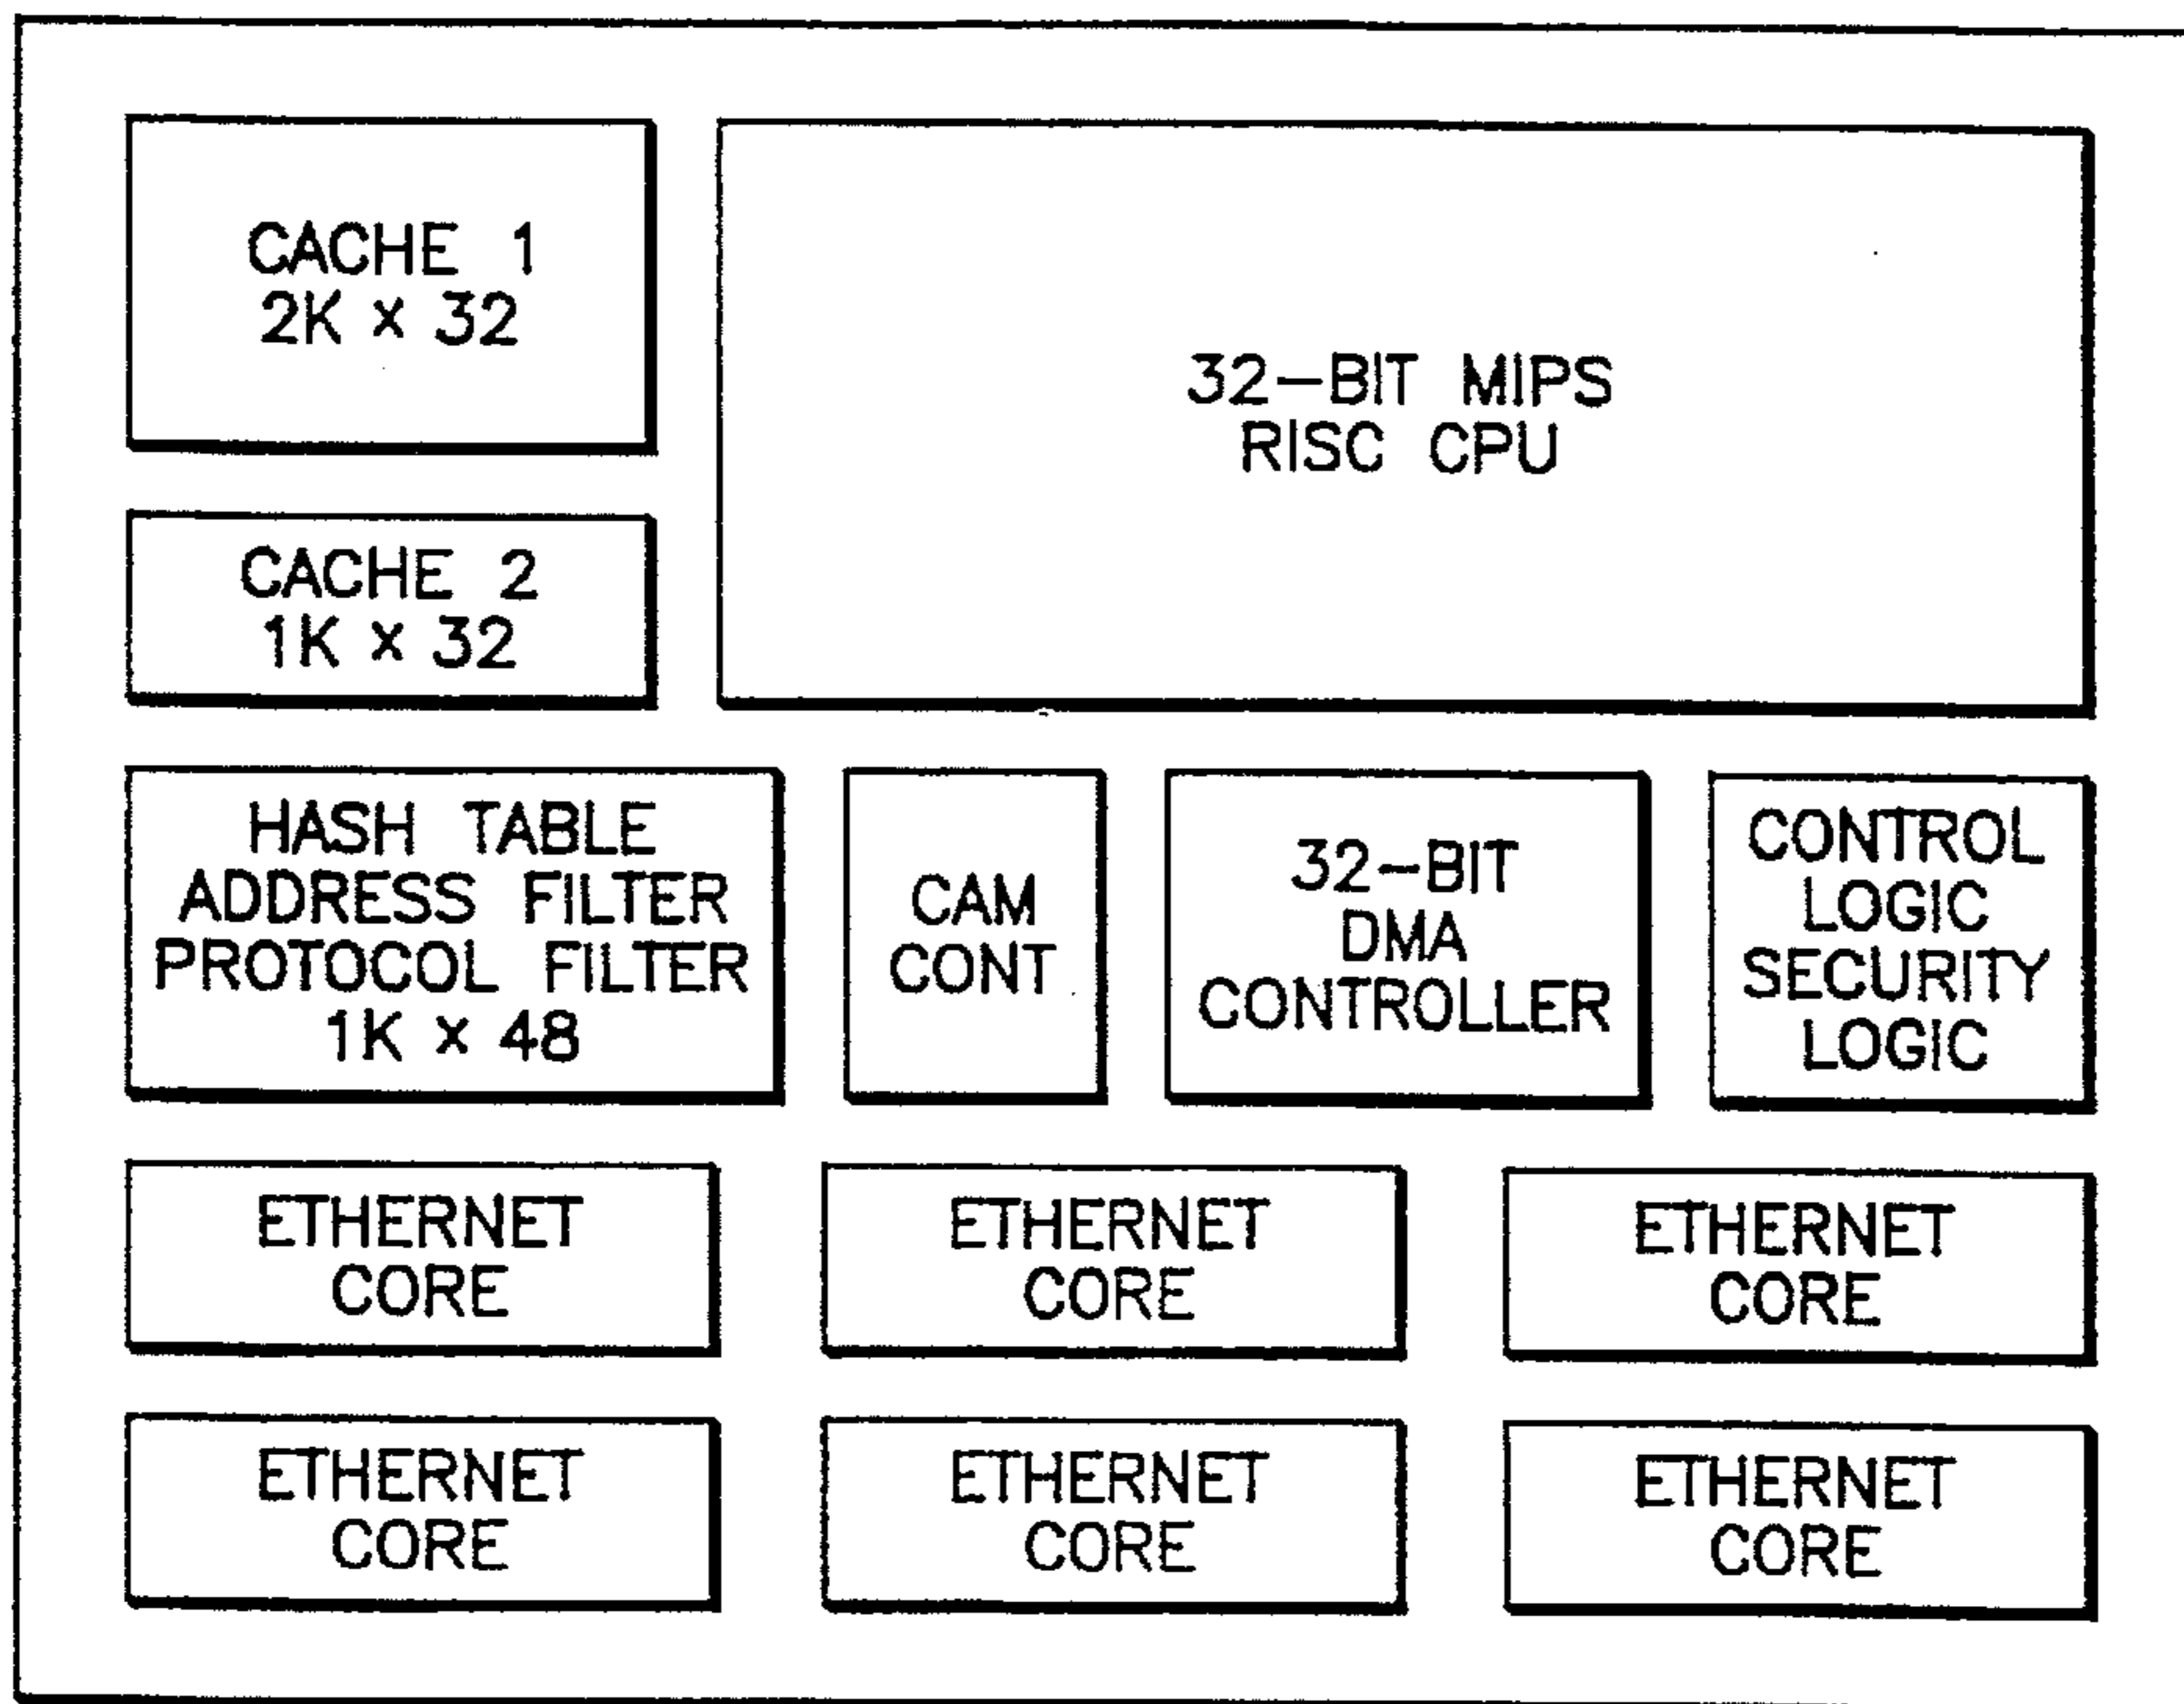 CACHE 1
2K x 32
32-BIT MIPS
RISC CPU
CACHE 2
1K x 32
HASH TABLE
ADDRESS FILTER
PROTOCOL FILTER
1K x 48
CAM
CONT
32-BIT
DMA
CONTROLLER
CONTROL
LOGIC
SECURITY
LOGIC
ETHERNET
CORE
ETHERNET
CORE
ETHERNET
CORE
ETHERNET
CORE
ETHERNET
CORE
ETHERNET
CORE